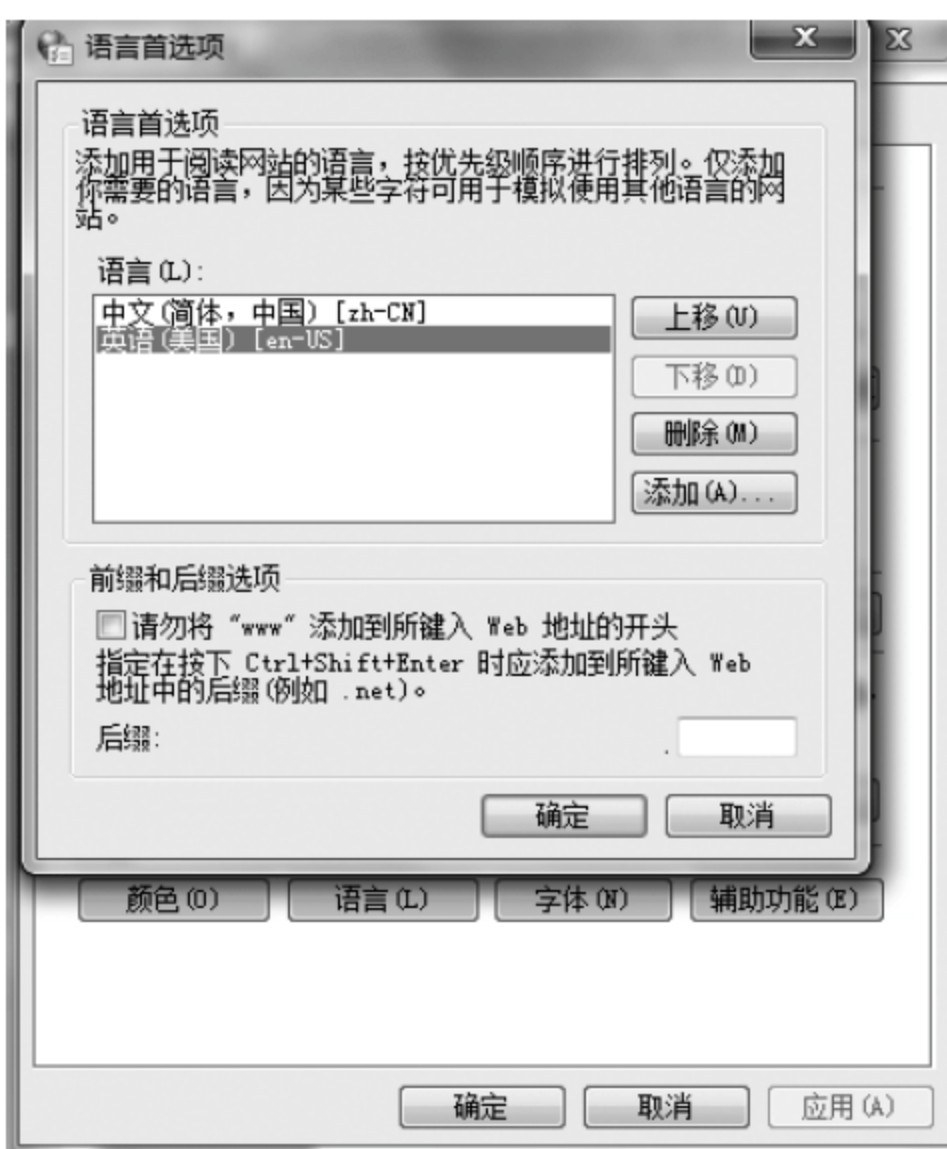 语言首选项
语言首选项
添加用于阅读网站的语言，按优先级顺序进行排列。仅添加
你需要的语言，因为某些字符可用于模拟使用其他语言的网
站。
语言(L):
中文(简体，中国) [zh-CN]
英语(美国) [en-US]
上移(U)
下移(D)
删除(M)
添加(A)...
前缀和后缀选项
请勿将 “www” 添加到所键入 Web 地址的开头
指定在按下 Ctrl+Shift+Enter 时应添加到所键入 Web
地址中的后缀(例如 .net)。
后缀: .
确定 取消
颜色(O) 语言(L) 字体(N) 辅助功能(E)
确定 取消 应用(A)